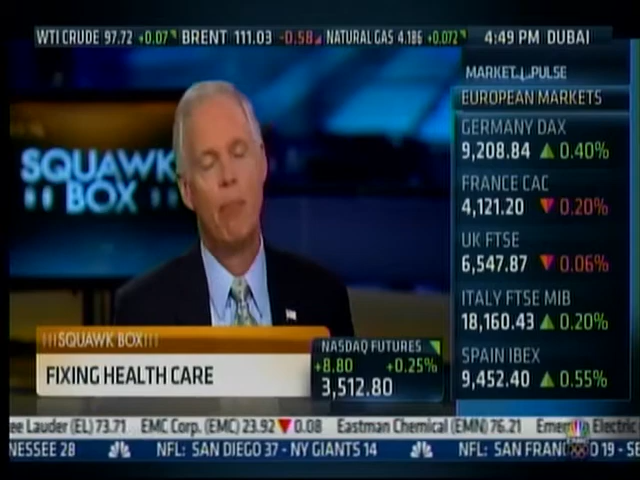 WTI CRUDE 97.72 +0.07 BRENT 111.03 -0.58 NATURAL GAS 4.186 +0.072 4:49 PM DUBAI
MARKET PULSE
EUROPEAN MARKETS
GERMANY DAX
9,208.84 0.40%
FRANCE CAC
4,121.20 0.20%
UK FTSE
6,547.87 0.06%
ITALY FTSE MIB
18,160.43 0.20%
SPAIN IBEX
9,452.40 0.55%
SQUAWK
BOX
SQUAWK BOX
FIXING HEALTH CARE
NASDAQ FUTURES
+8.80 +0.25%
3,512.80
ee Lauder (EL) 73.71 EMC Corp. (EMC) 23.92 0.08 Eastman Chemical (EMN) 76.21 Electric
NESSEE 28 NFL: SAN DIEGO 37 - NY GIANTS 14 NFL: SAN 19 - SE